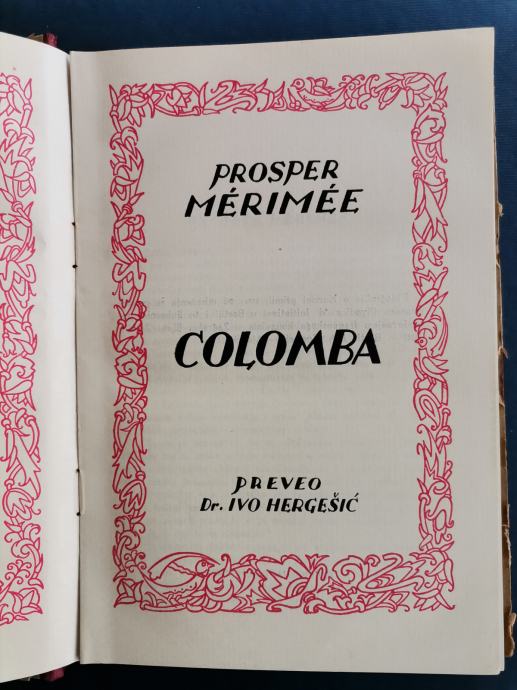 PROSPER
MÉRIMÉE
COLOMBA
PREVEO
Dr. IVO HERGEŠIĆ